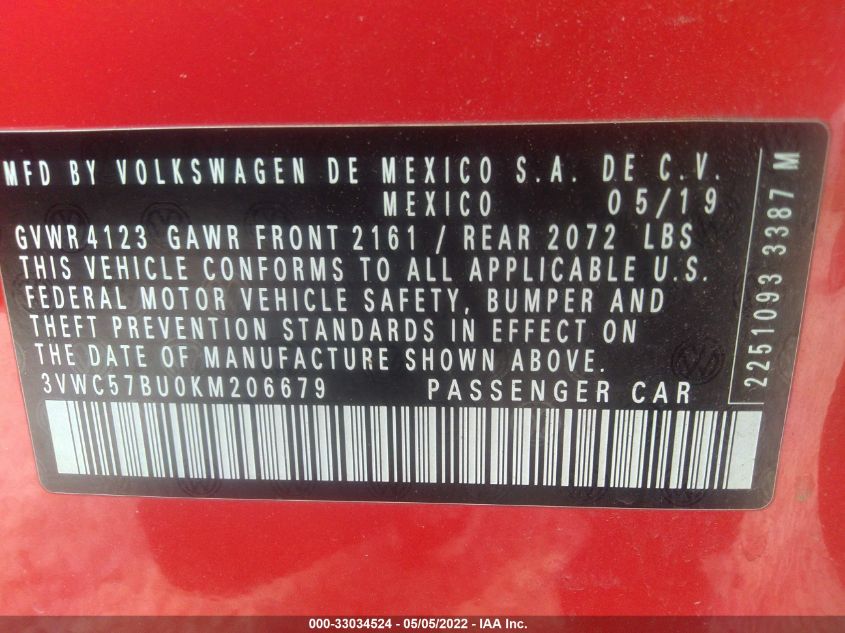 MFD BY VOLKSWAGEN DE MEXICO S.A. DE C.V.
MEXICO 05/19
GVWR 4123 GAWR FRONT 2161 / REAR 2072 LBS
THIS VEHICLE CONFORMS TO ALL APPLICABLE U.S.
FEDERAL MOTOR VEHICLE SAFETY, BUMPER AND
THEFT PREVENTION STANDARDS IN EFFECT ON
THE DATE OF MANUFACTURE SHOWN ABOVE.
3VWC57BU0KM206679 PASSENGER CAR
2251093 3387 M
000-33034524 - 05/05/2022 - IAA Inc.